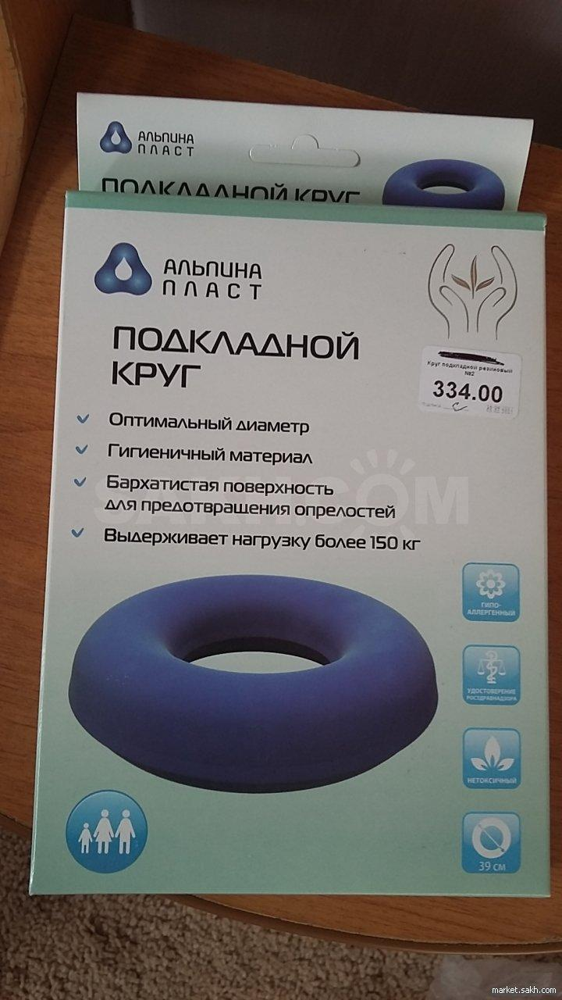 АЛЬПИНА
ПЛАСТ
ПОДКЛАДНОЙ КРУГ
АЛЬПИНА
ПЛАСТ
ПОДКЛАДНОЙ
КРУГ
Круг подкладной резиновый
№2
334.00
Оптимальный диаметр
Гигиеничный материал
Бархатистая поверхность
для предотвращения опрелостей
Выдерживает нагрузку более 150 кг
SAKH.COM
ГИПО-
АЛЛЕРГЕННЫЙ
УДОСТОВЕРЕНИЕ
РОСЗДРАВНАДЗОРА
НЕТОКСИЧНЫЙ
39 СМ
market.sakh.com